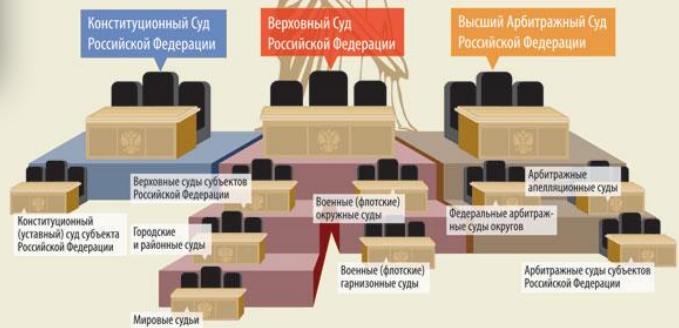 Конституционный Суд
Российской Федерации
Верховный Суд
Российской Федерации
Высший Арбитражный Суд
Российской Федерации
Верховные суды субъектов
Российской Федерации
Военные (флотские)
окружные суды
Арбитражные
апелляционные суды
Федеральные арбитраж-
ные суды округов
Конституционный
(уставный) суд субъекта
Российской Федерации
Городские
и районные суды
Военные (флотские)
гарнизонные суды
Арбитражные суды субъектов
Российской Федерации
Мировые судьи